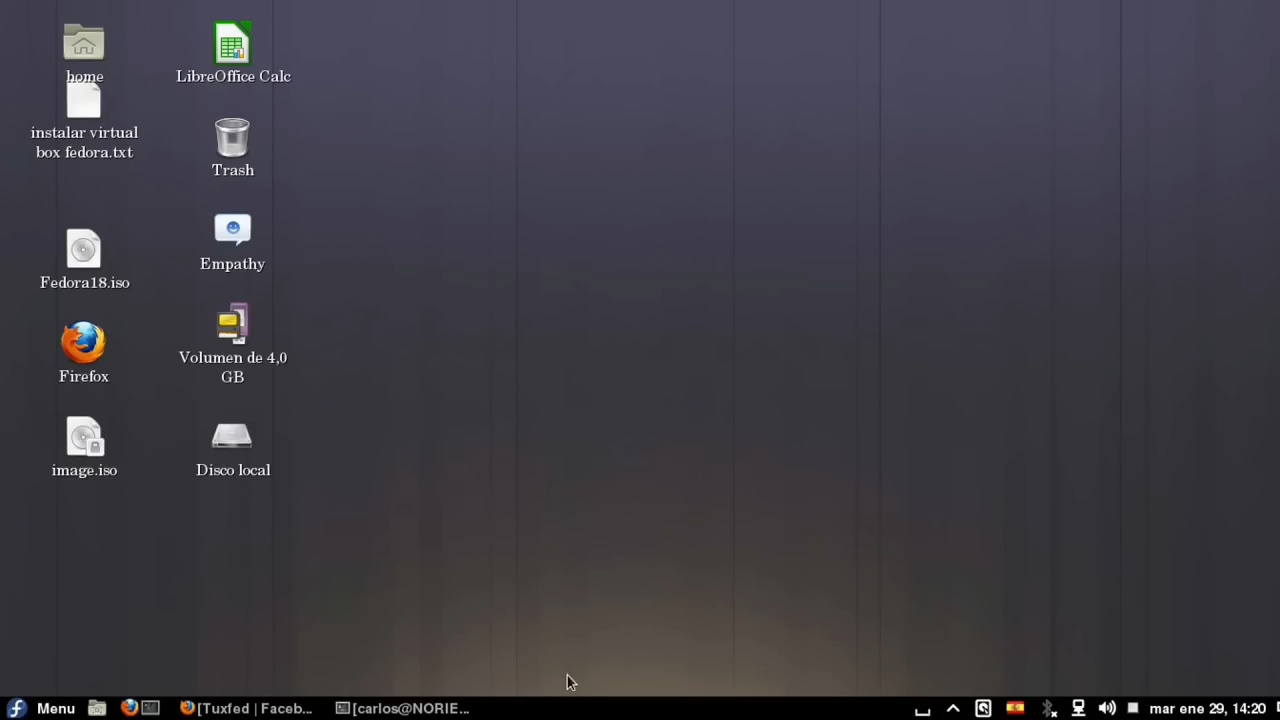 home
instalar virtual
box fedora.txt
Fedora18.iso
Firefox
image.iso
LibreOffice Calc
Trash
Empathy
Volumen de 4,0
GB
Disco local
Menu
[Tuxfed | Faceb...
[carlos@NORIE...
mar ene 29, 14:20